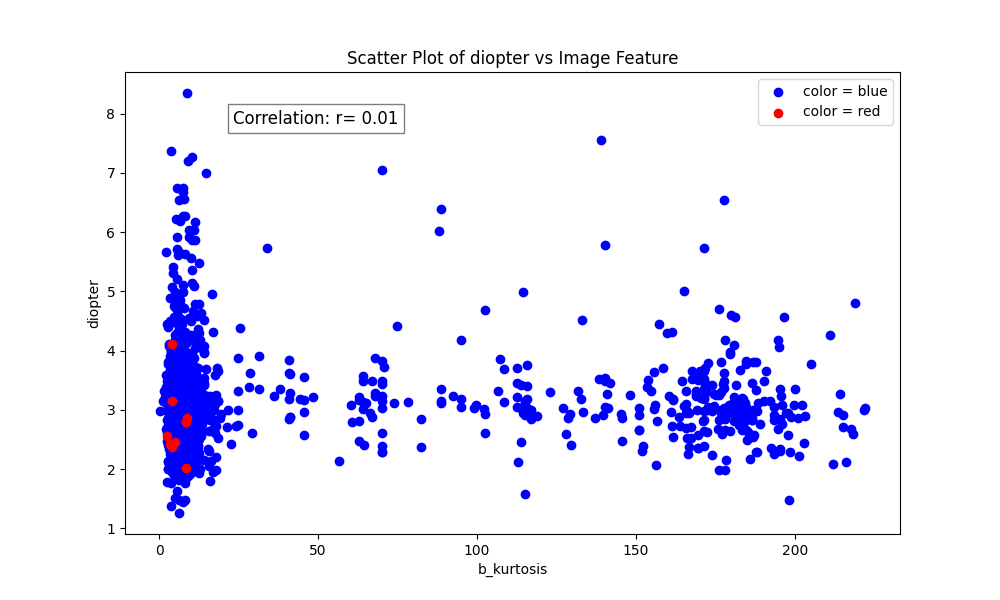 Scatter Plot of diopter vs Image Feature
color = blue
color = red
Correlation: r= 0.01
8
7
6
5
4
3
2
1
diopter
0
50
100
150
200
b_kurtosis